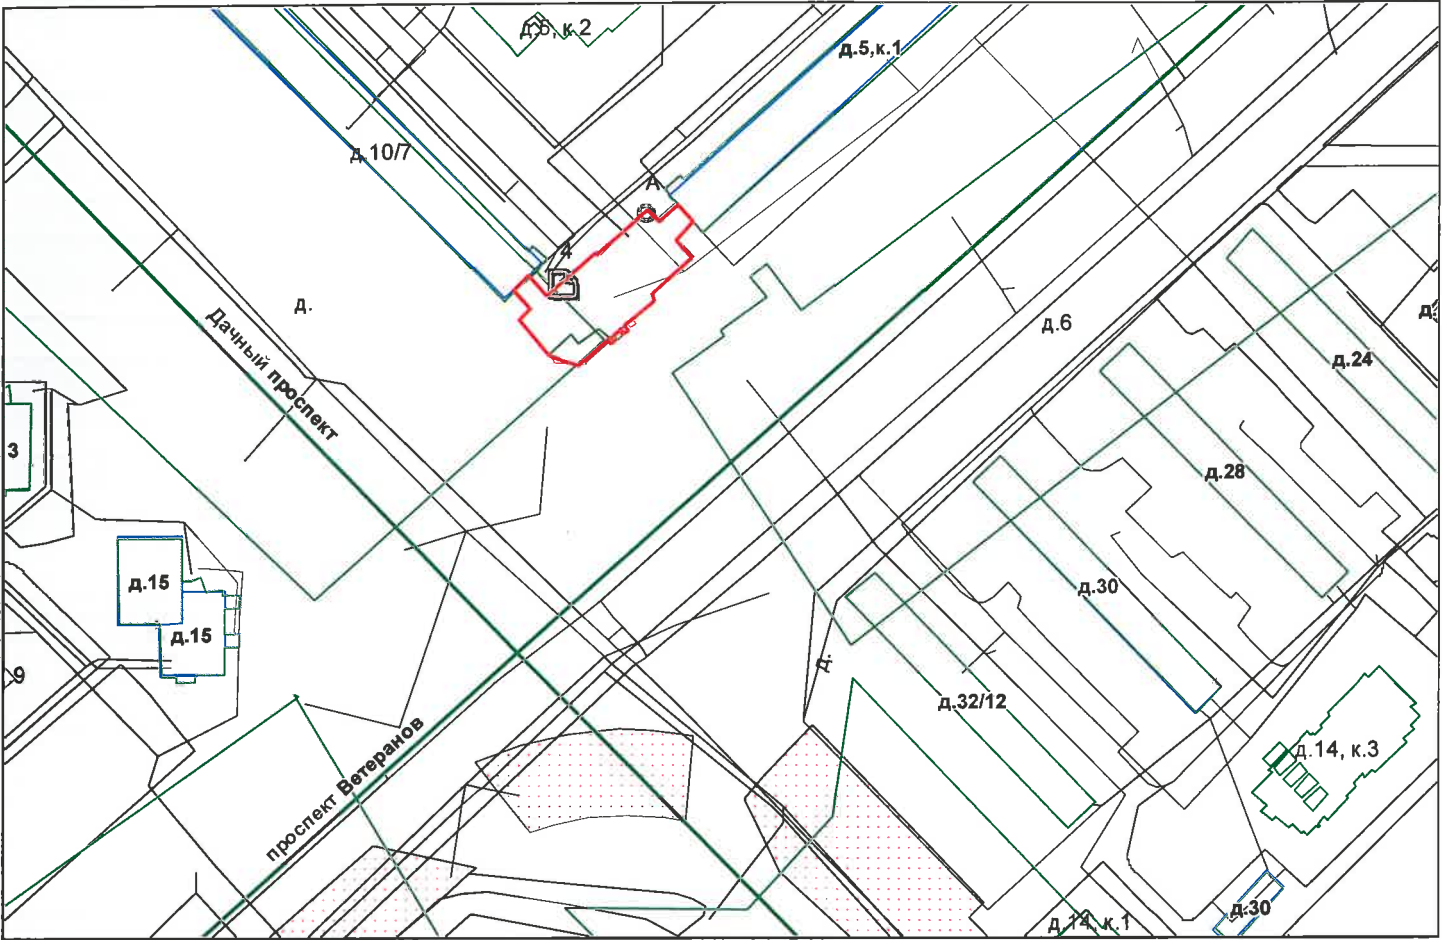 д.6, к.2
д.5,к.1
д.10/7
А
4
д.
д.6
д.
Дачный проспект
д.24
3
д.28
д.15
д.30
д.15
д.
9
д.32/12
проспект Ветеранов
д.14, к.3
д.30
д.14, к.1